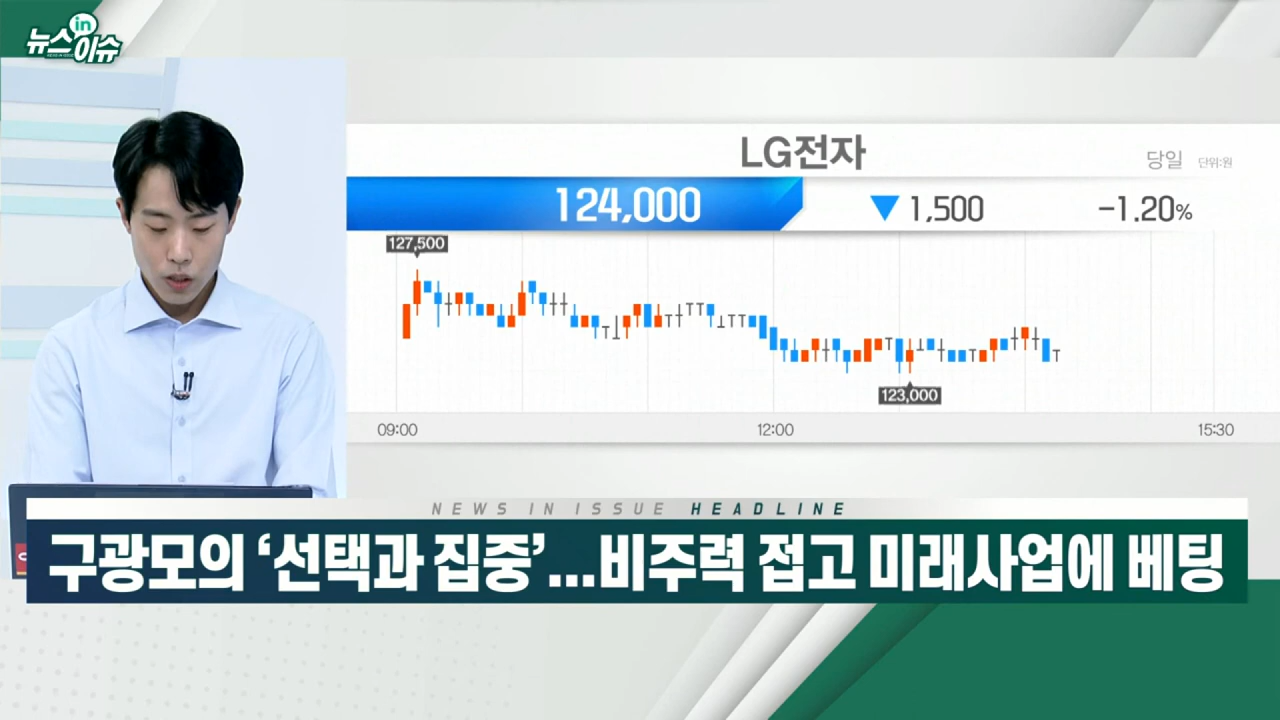 뉴스in이슈
LG전자
당일 단위:원
124,000 ▼ 1,500 -1.20%
127,500
123,000
09:00 12:00 15:30
NEWS IN ISSUE HEADLINE
구광모의 ‘선택과 집중’...비주력 접고 미래사업에 베팅